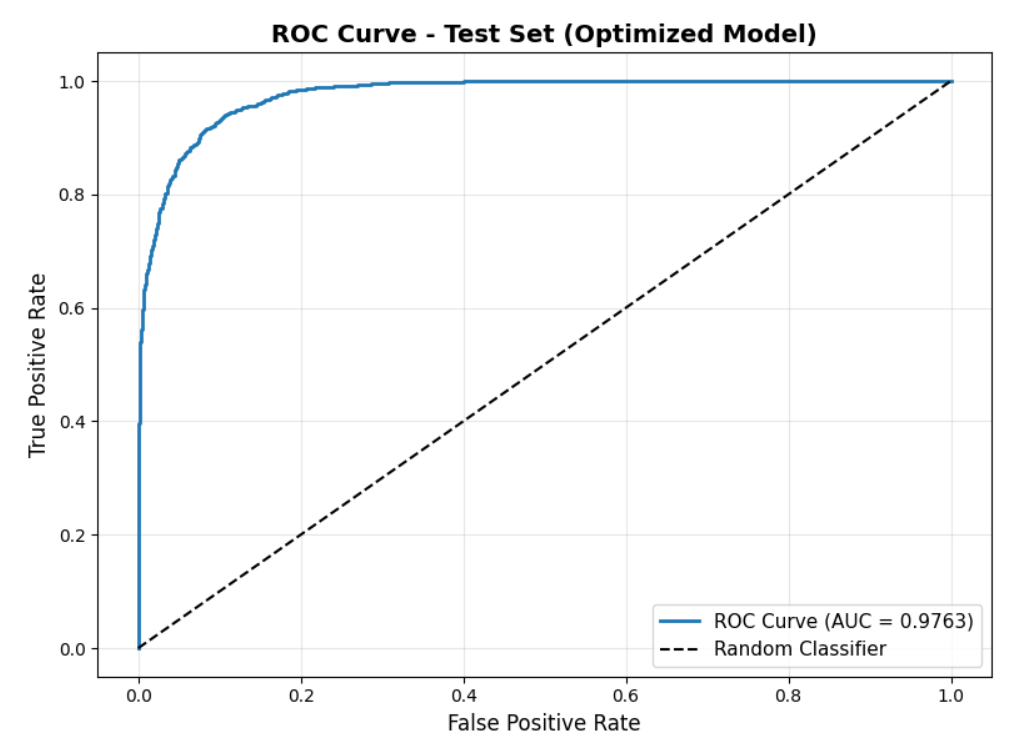 ROC Curve - Test Set (Optimized Model)
True Positive Rate
1.0
0.8
0.6
0.4
0.2
0.0
0.0 0.2 0.4 0.6 0.8 1.0
False Positive Rate
ROC Curve (AUC = 0.9763)
Random Classifier